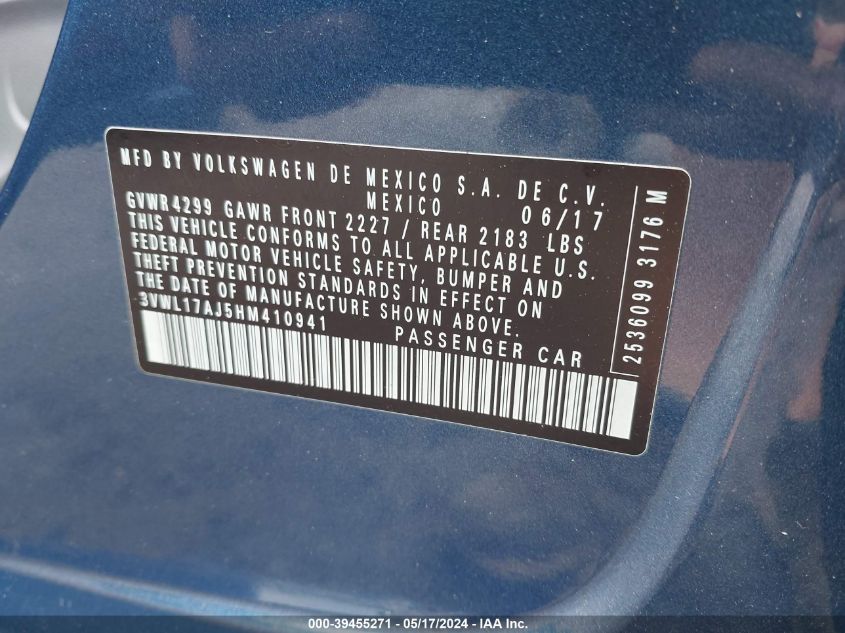 MFD BY VOLKSWAGEN DE MEXICO S.A. DE C.V.
MEXICO 06/17
GVWR 4299 GAWR FRONT 2227 / REAR 2183 LBS
THIS VEHICLE CONFORMS TO ALL APPLICABLE U.S.
FEDERAL MOTOR VEHICLE SAFETY, BUMPER AND
THEFT PREVENTION STANDARDS IN EFFECT ON
THE DATE OF MANUFACTURE SHOWN ABOVE.
3VWL17AJ5HM410941
PASSENGER CAR
2536099 3176 M
000-39455271 - 05/17/2024 - IAA Inc.